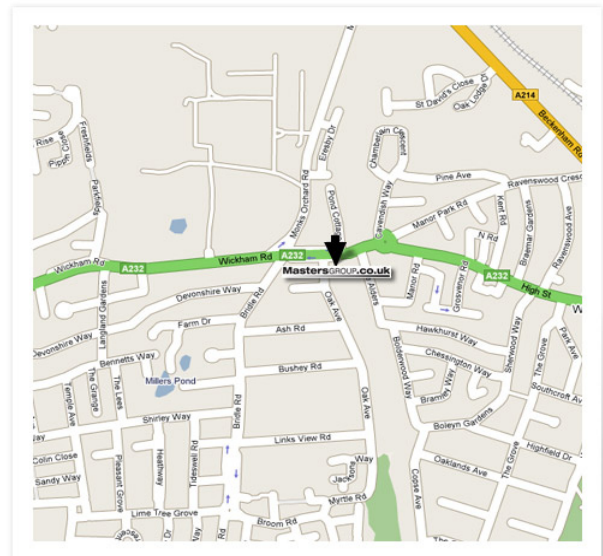 St David's Close
Oak Lodge
A214
Beckenham Rd
Eresby Dr
Chamberlain Crescent
Freshfields
Rise
Pippin Close
Parkfields
Monks Orchard Rd
Pond Cottage
Cavendish Way
Pine Ave
Ravenswood Cresc
Manor Park Rd
Kent Rd
Braemar Gardens
Ravenswood Ave
N Rd
Wickham Rd
A232
Wickham Rd
A232
MastersGROUP.co.uk
A232
High St
W
Manor Rd
Grosvenor Rd
Alders
Devonshire Way
Langland Gardens
Bridle Rd
Oak Ave
Farm Dr
Ash Rd
Devonshire Way
Bennetts Way
Hawkhurst Way
Chessington Way
Sherwood Way
The Grove
Park Ave
Bolderwood Way
Bushey Rd
Millers Pond
Temple Ave
The Grange
The Lees
Bridle Rd
Oak Ave
Bramley Way
Southcroft Av
Shirley Way
Boleyn Gardens
Links View Rd
Highfield Dr
Way
Colin Close
Sandy Way
Pleasant Grove
Heathway
Tideswell Rd
Way
Oaklands Ave
The Grove
Myrtle Rd
Lime Tree Grove
Broom Rd